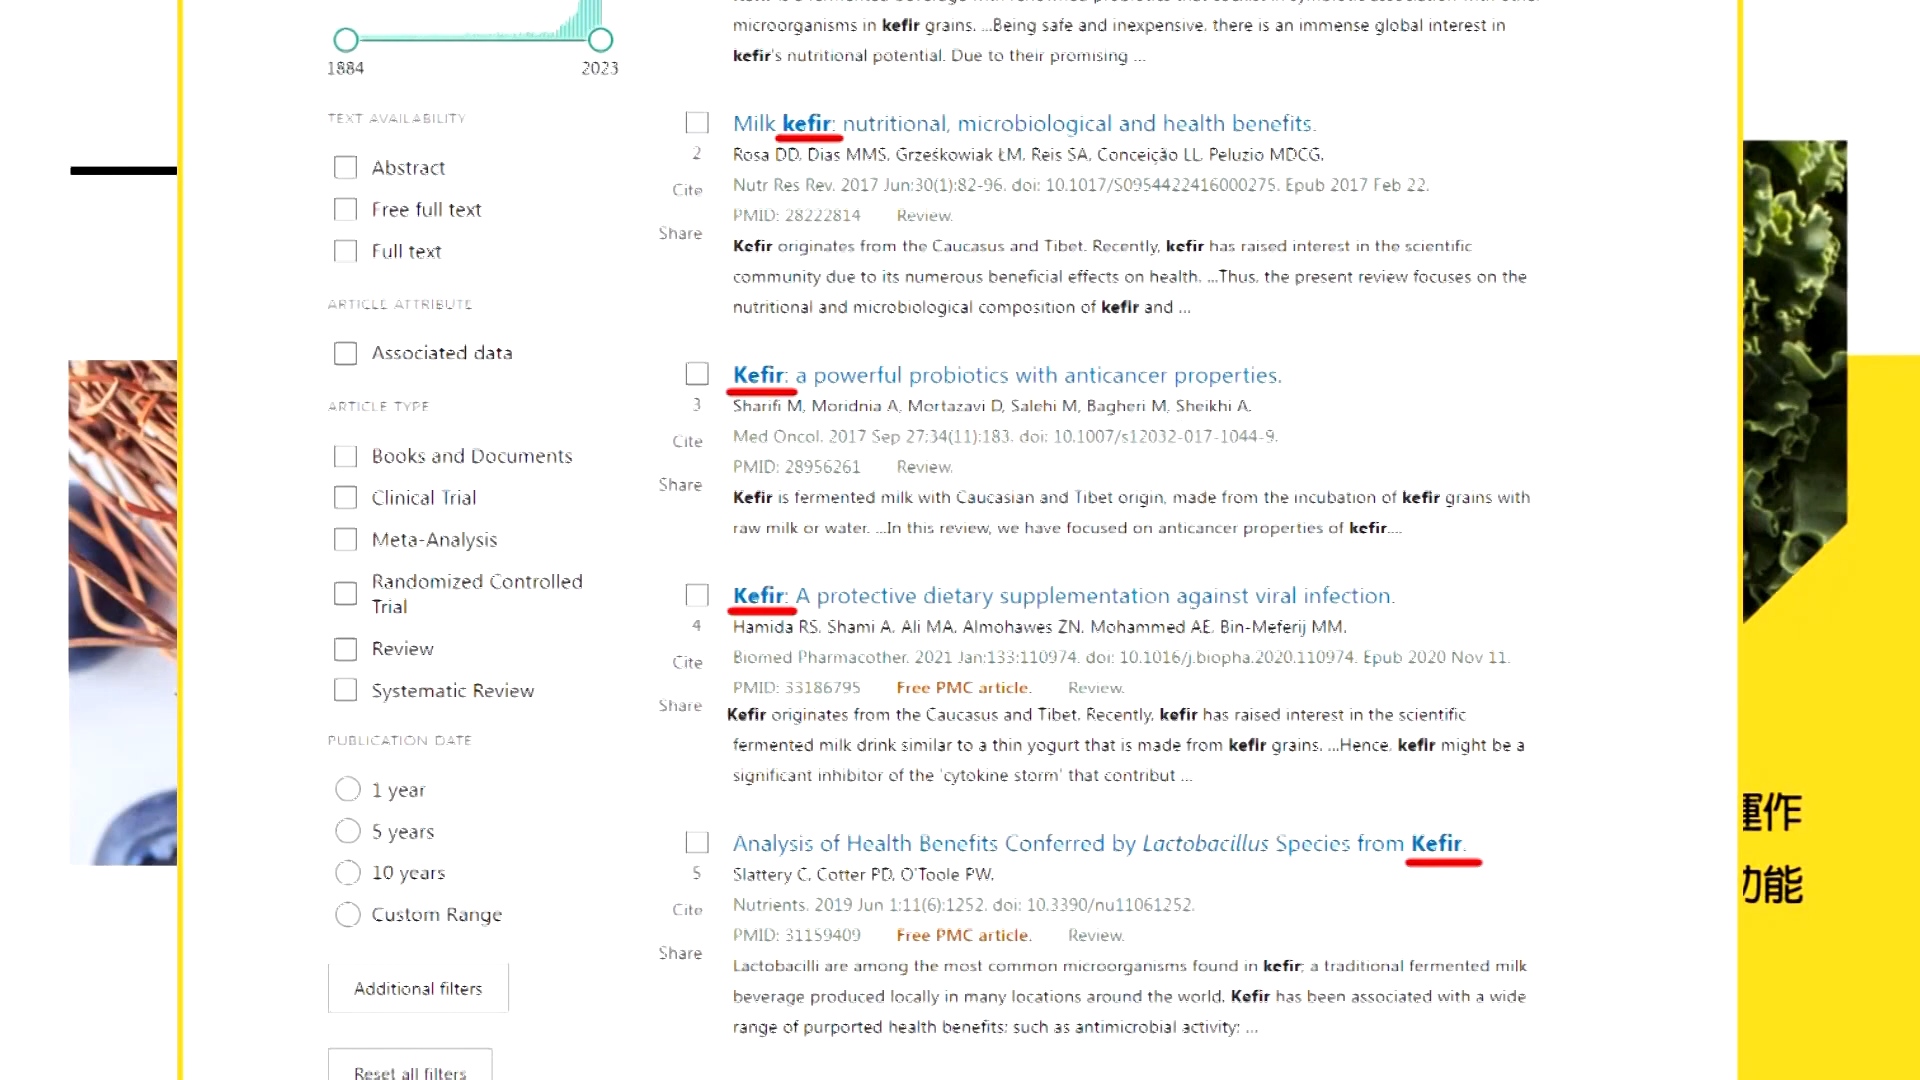 1884
2023
TEXT AVAILABILITY
Abstract
Free full text
Full text
ARTICLE ATTRIBUTE
Associated data
ARTICLE TYPE
Books and Documents
Clinical Trial
Meta-Analysis
Randomized Controlled
Trial
Review
Systematic Review
PUBLICATION DATE
1 year
5 years
10 years
Custom Range
Additional filters
Reset all filters
microorganisms in kefir grains. ...Being safe and inexpensive, there is an immense global interest in
kefir's nutritional potential. Due to their promising ...
Milk kefir: nutritional, microbiological and health benefits.
2
Rosa DD, Dias MMS, Grześkowiak ŁM, Reis SA, Conceição LL, Peluzio MDCG.
Cite
Nutr Res Rev. 2017 Jun;30(1):82-96. doi: 10.1017/S0954422416000275. Epub 2017 Feb 22.
PMID: 28222814 Review.
Share
Kefir originates from the Caucasus and Tibet. Recently, kefir has raised interest in the scientific
community due to its numerous beneficial effects on health. ...Thus, the present review focuses on the
nutritional and microbiological composition of kefir and ...
Kefir: a powerful probiotics with anticancer properties.
3
Sharifi M, Moridnia A, Mortazavi D, Salehi M, Bagheri M, Sheikhi A.
Cite
Med Oncol. 2017 Sep 27;34(11):183. doi: 10.1007/s12032-017-1044-9.
PMID: 28956261 Review.
Share
Kefir is fermented milk with Caucasian and Tibet origin, made from the incubation of kefir grains with
raw milk or water. ...In this review, we have focused on anticancer properties of kefir....
Kefir: A protective dietary supplementation against viral infection.
4
Hamida RS, Shami A, Ali MA, Almohawes ZN, Mohammed AE, Bin-Meferij MM.
Cite
Biomed Pharmacother. 2021 Jan;133:110974. doi: 10.1016/j.biopha.2020.110974. Epub 2020 Nov 11.
PMID: 33186795 Free PMC article. Review.
Share
Kefir originates from the Caucasus and Tibet. Recently, kefir has raised interest in the scientific
fermented milk drink similar to a thin yogurt that is made from kefir grains. ...Hence, kefir might be a
significant inhibitor of the 'cytokine storm' that contribut ...
Analysis of Health Benefits Conferred by Lactobacillus Species from Kefir.
5
Slattery C, Cotter PD, O'Toole PW.
Cite
Nutrients. 2019 Jun 1;11(6):1252. doi: 10.3390/nu11061252.
PMID: 31159409 Free PMC article. Review.
Share
Lactobacilli are among the most common microorganisms found in kefir; a traditional fermented milk
beverage produced locally in many locations around the world. Kefir has been associated with a wide
range of purported health benefits; such as antimicrobial activity; ...
運作
功能